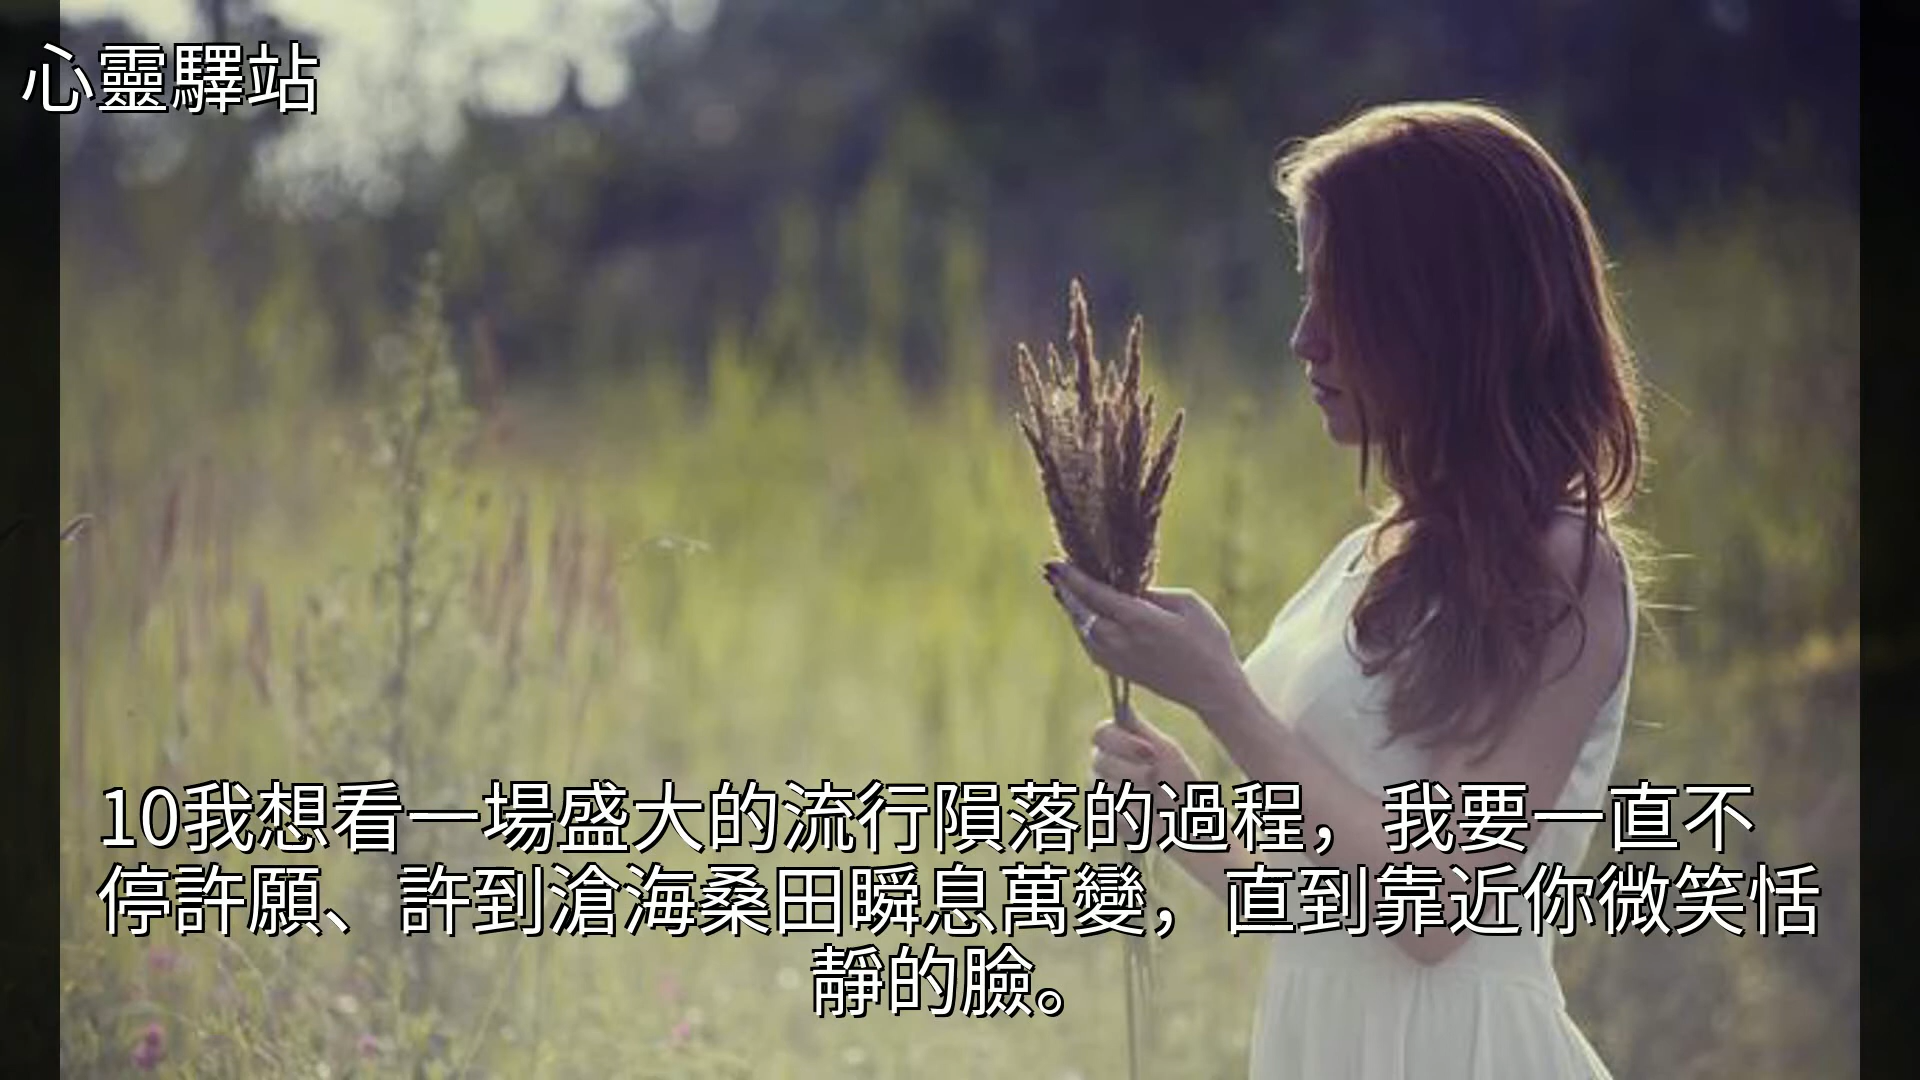 心靈驛站
10我想看一場盛大的流行隕落的過程，我要一直不
停許願、許到滄海桑田瞬息萬變，直到靠近你微笑恬
靜的臉。